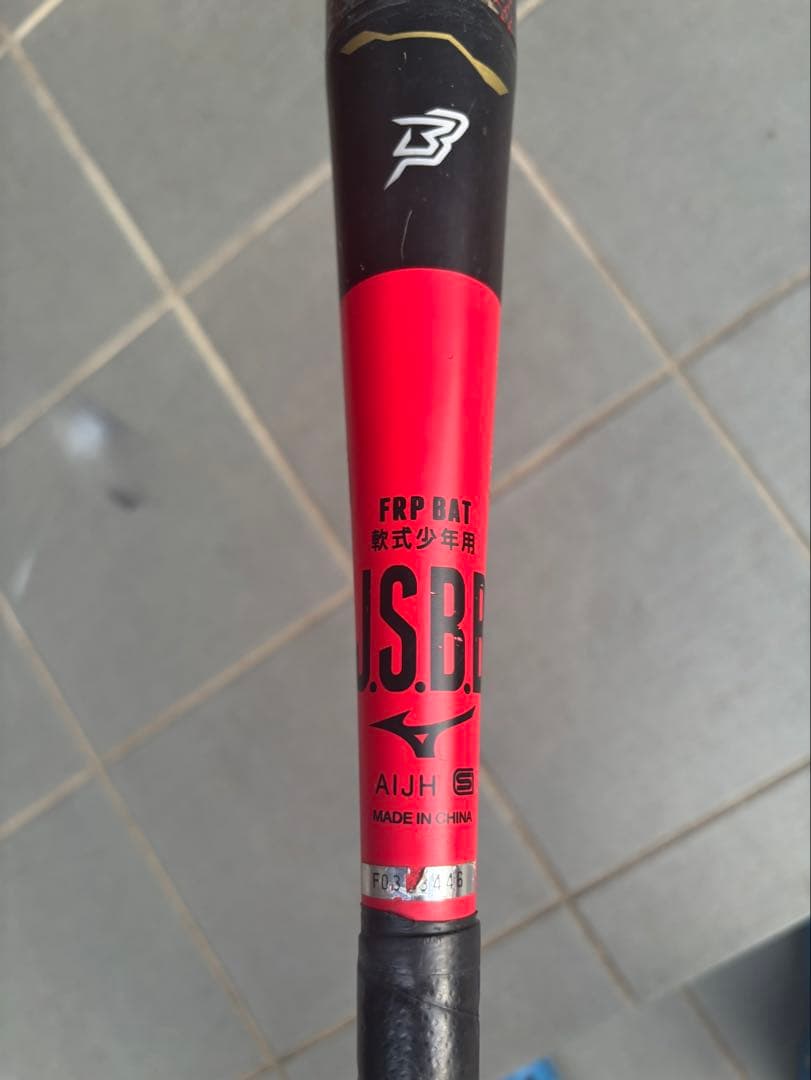 FRP BAT
軟式少年用
J.S.B.B
AIJH S
MADE IN CHINA